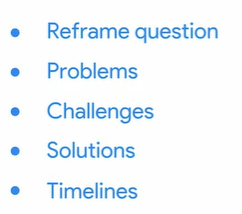 Reframe question
Problems
Challenges
Solutions
Timelines